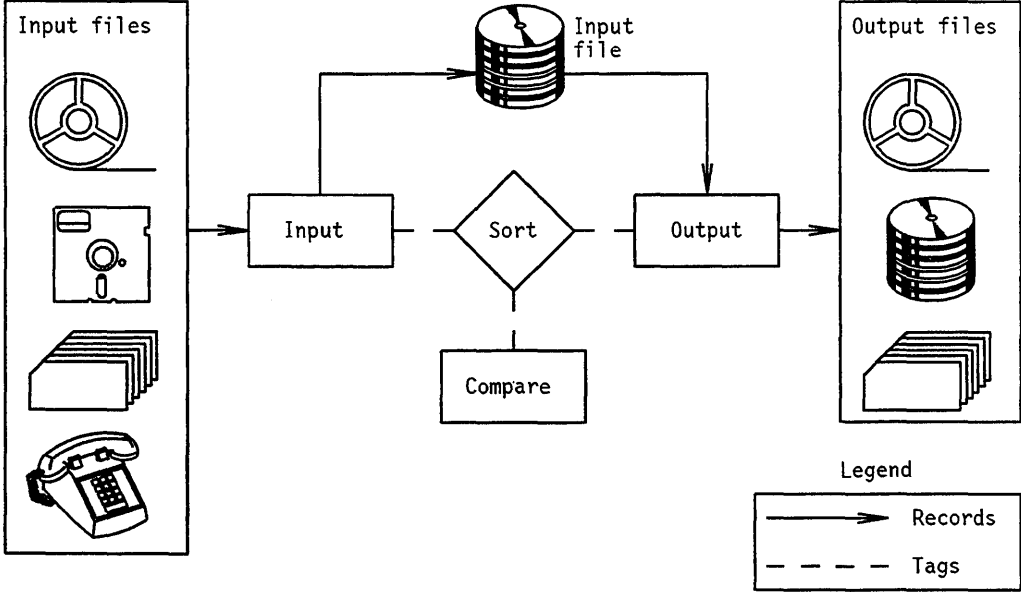 Input files
Input
file
Output files
Input
Sort
Output
Compare
Legend
Records
Tags